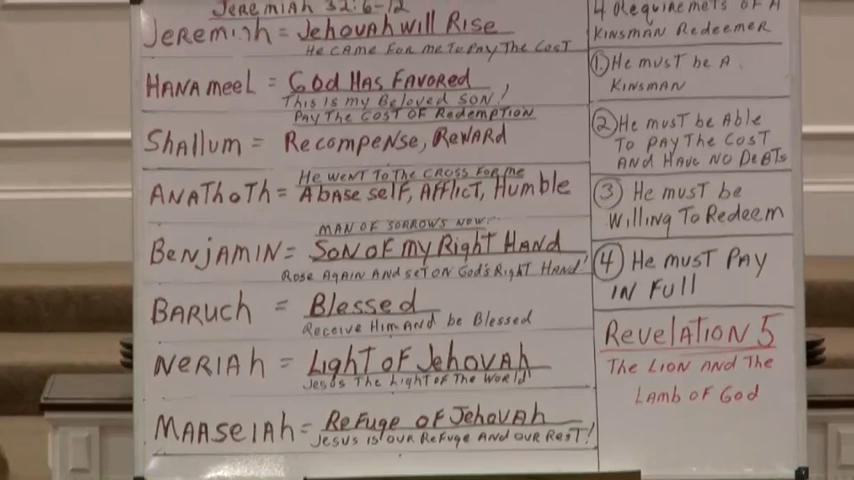 Jeremiah 32:6-12
Jeremiah = Jehovah Will Rise
He came for me to pay the cost
Hanameel = God Has Favored
This is my Beloved Son!
Pay the cost of Redemption
Shallum = Recompense, Reward
He went to the cross for me
Anathoth = Abase self, Afflict, Humble
Man of sorrows now
Benjamin = Son of my Right Hand
Rose Again and set on God's Right Hand!
Baruch = Blessed
Receive Him and be Blessed
Neriah = Light of Jehovah
Jesus The Light of The World
Maaseiah = Refuge of Jehovah
Jesus is our Refuge and our Rest!
4 Requiremets of a
Kinsman Redeemer
1. He must be a
Kinsman
2 He must be Able
to pay the cost
and have no Debts
3 He must be
willing to Redeem
4 He must pay
in full
Revelation 5
The Lion and the
Lamb of God